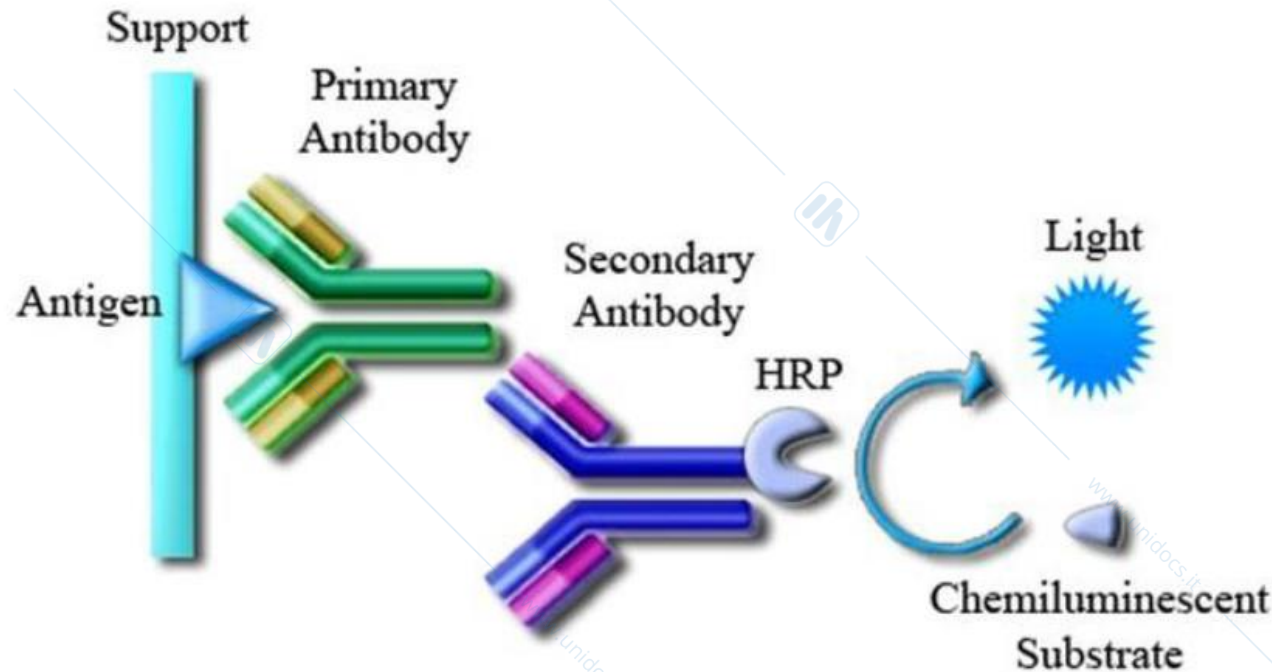 Support
Primary
Antibody
Antigen
Secondary
Antibody
HRP
Light
Chemiluminescent
Substrate